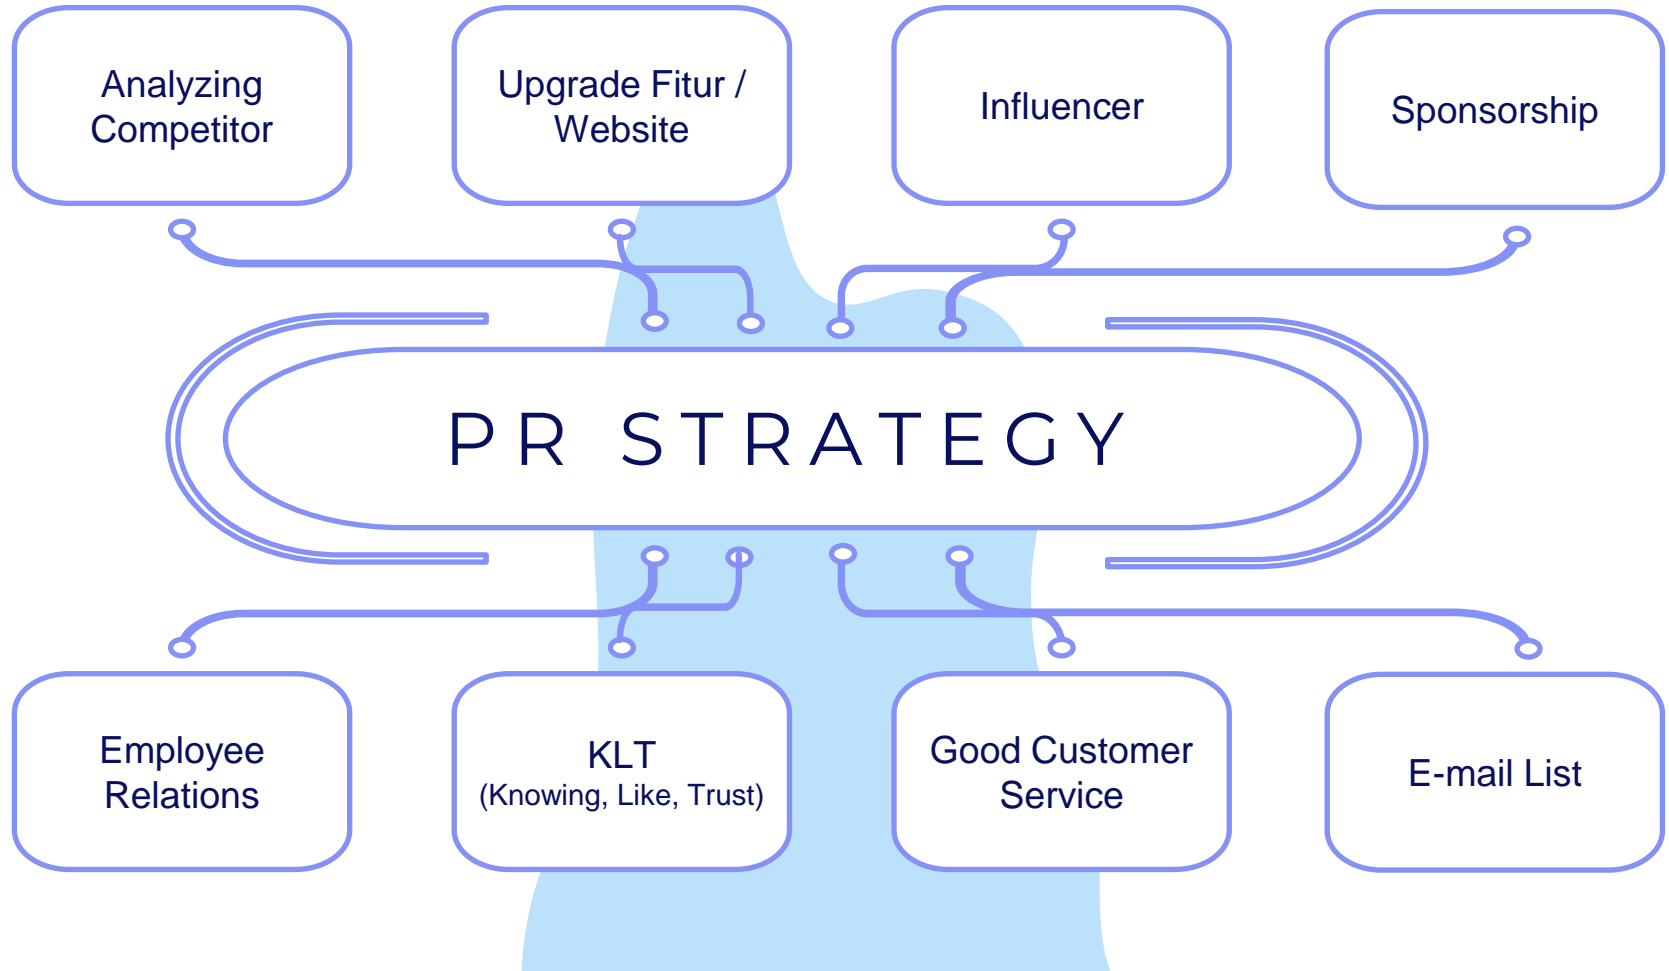 Analyzing
Competitor
Upgrade Fitur /
Website
Influencer
Sponsorship
PR STRATEGY
Employee
Relations
KLT
(Knowing, Like, Trust)
Good Customer
Service
E-mail List